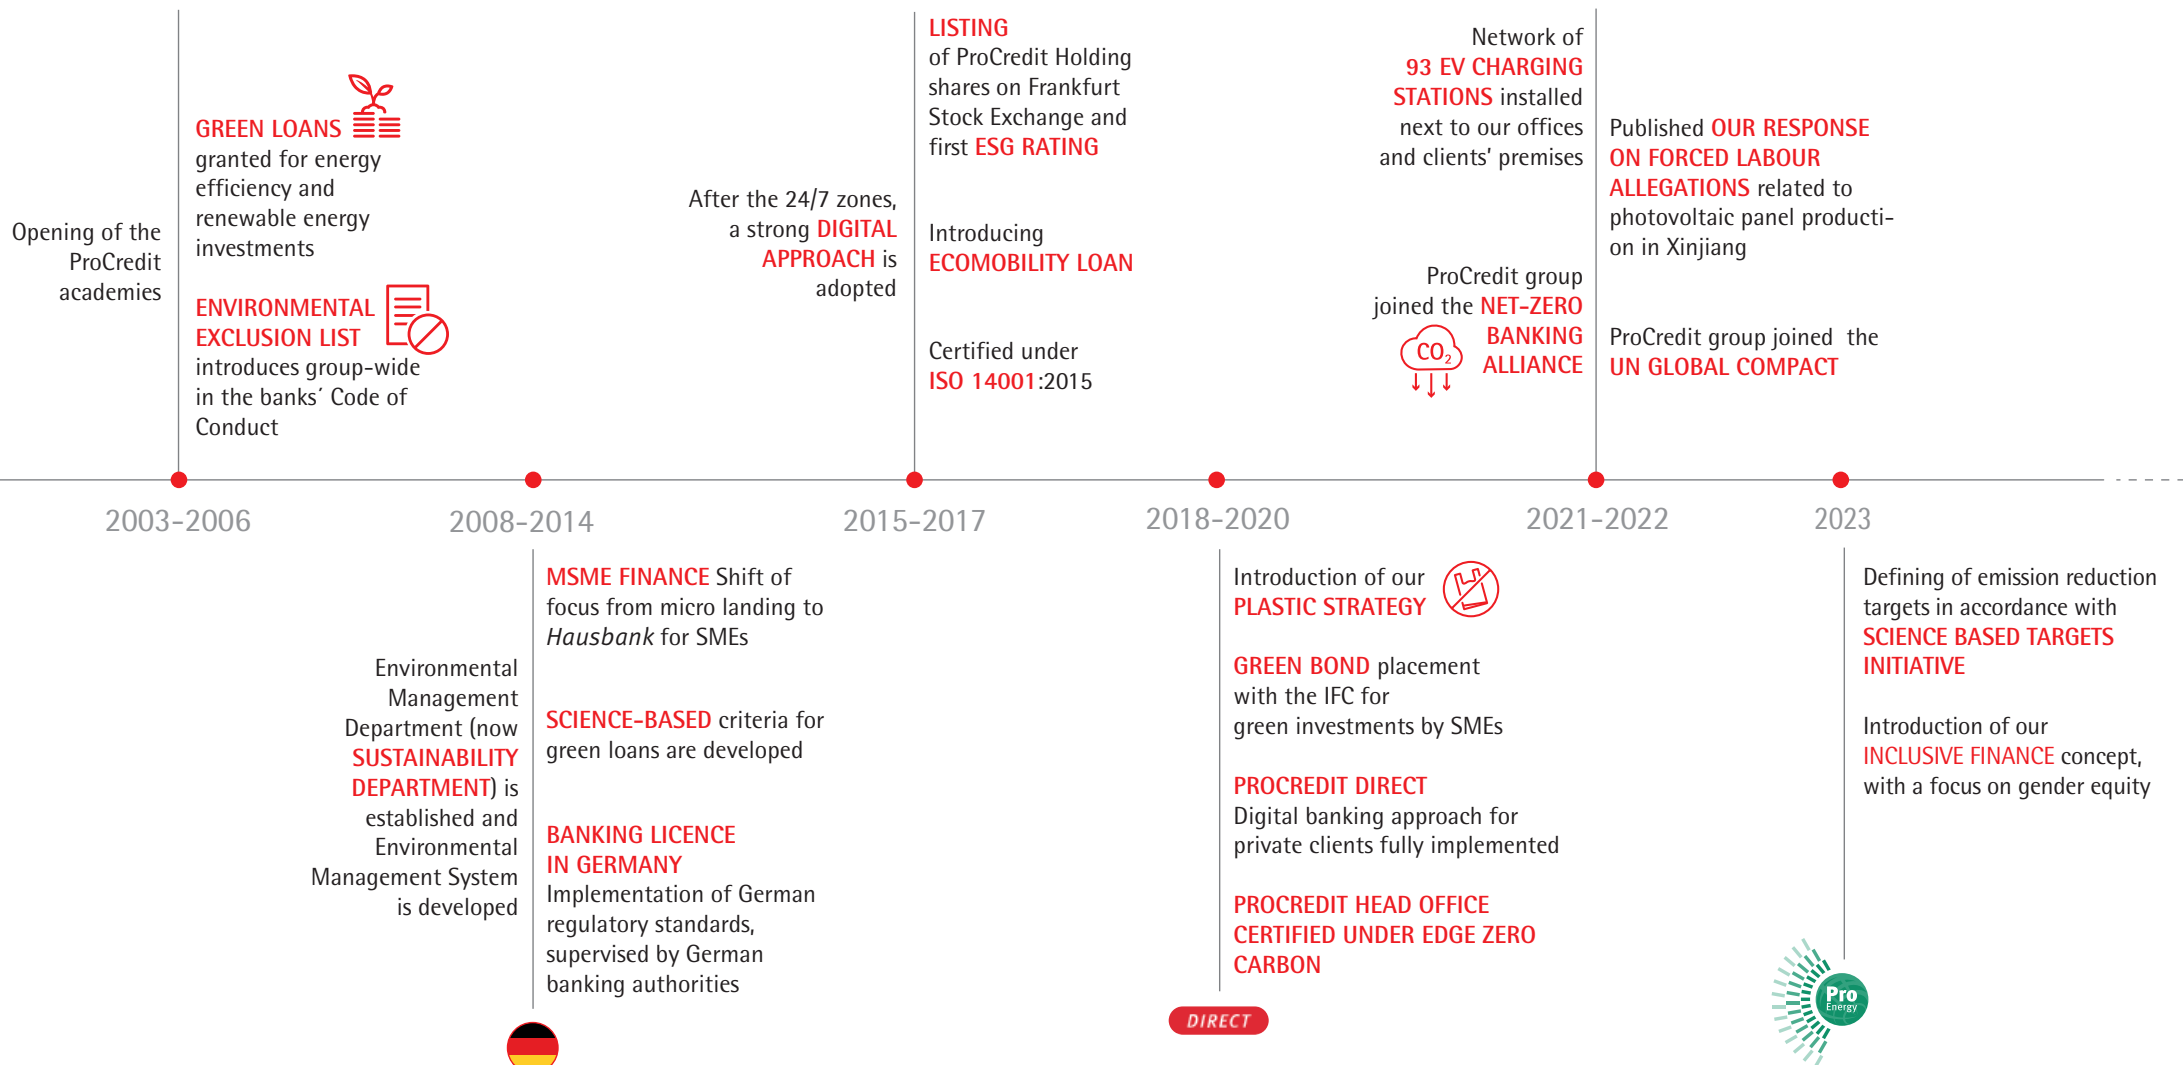 Opening of the
ProCredit
academies
GREEN LOANS
granted for energy
efficiency and
renewable energy
investments
ENVIRONMENTAL
EXCLUSION LIST
introduces group-wide
in the banks´ Code of
Conduct
After the 24/7 zones,
a strong DIGITAL
APPROACH is
adopted
LISTING
of ProCredit Holding
shares on Frankfurt
Stock Exchange and
first ESG RATING
Introducing
ECOMOBILITY LOAN
Certified under
ISO 14001:2015
Network of
93 EV CHARGING
STATIONS installed
next to our offices
and clients' premises
ProCredit group
joined the NET-ZERO
BANKING
ALLIANCE
CO₂
Published OUR RESPONSE
ON FORCED LABOUR
ALLEGATIONS related to
photovoltaic panel producti-
on in Xinjiang
ProCredit group joined the
UN GLOBAL COMPACT
2003-2006
2008-2014
2015-2017
2018-2020
2021-2022
2023
Environmental
Management
Department (now
SUSTAINABILITY
DEPARTMENT) is
established and
Environmental
Management System
is developed
MSME FINANCE Shift of
focus from micro landing to
Hausbank for SMEs
SCIENCE-BASED criteria for
green loans are developed
BANKING LICENCE
IN GERMANY
Implementation of German
regulatory standards,
supervised by German
banking authorities
Introduction of our
PLASTIC STRATEGY
GREEN BOND placement
with the IFC for
green investments by SMEs
PROCREDIT DIRECT
Digital banking approach for
private clients fully implemented
PROCREDIT HEAD OFFICE
CERTIFIED UNDER EDGE ZERO
CARBON
DIRECT
Defining of emission reduction
targets in accordance with
SCIENCE BASED TARGETS
INITIATIVE
Introduction of our
INCLUSIVE FINANCE concept,
with a focus on gender equity
Pro
Energy